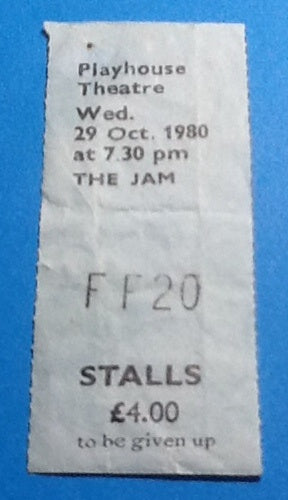 Playhouse
Theatre
Wed.
29 Oct. 1980
at 7.30 pm
THE JAM
FF20
STALLS
£4.00
to be given up